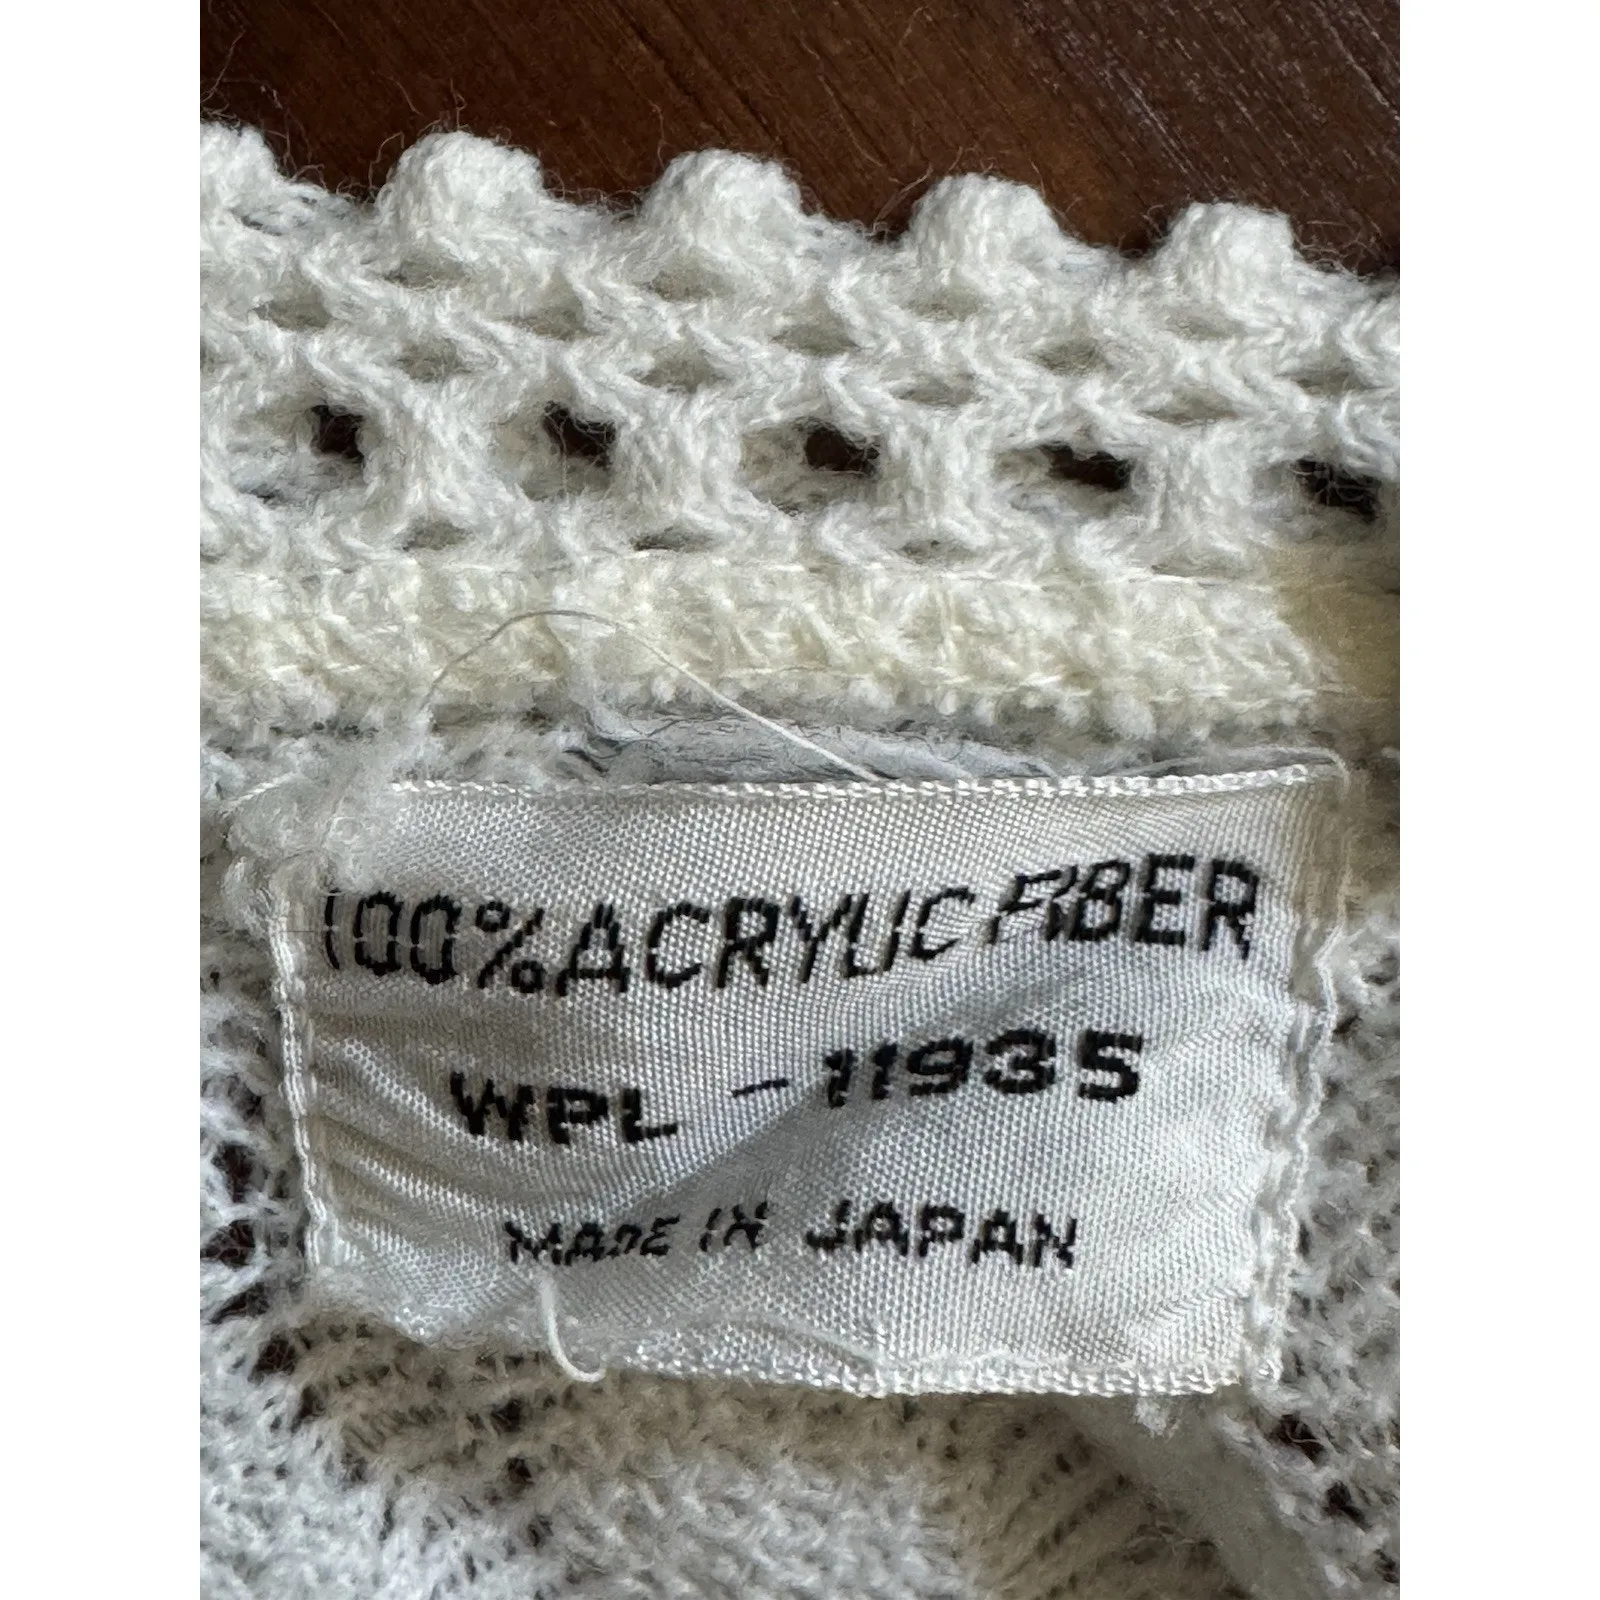 100% ACRYLIC FIBER
WPL - 11935
MADE IN JAPAN